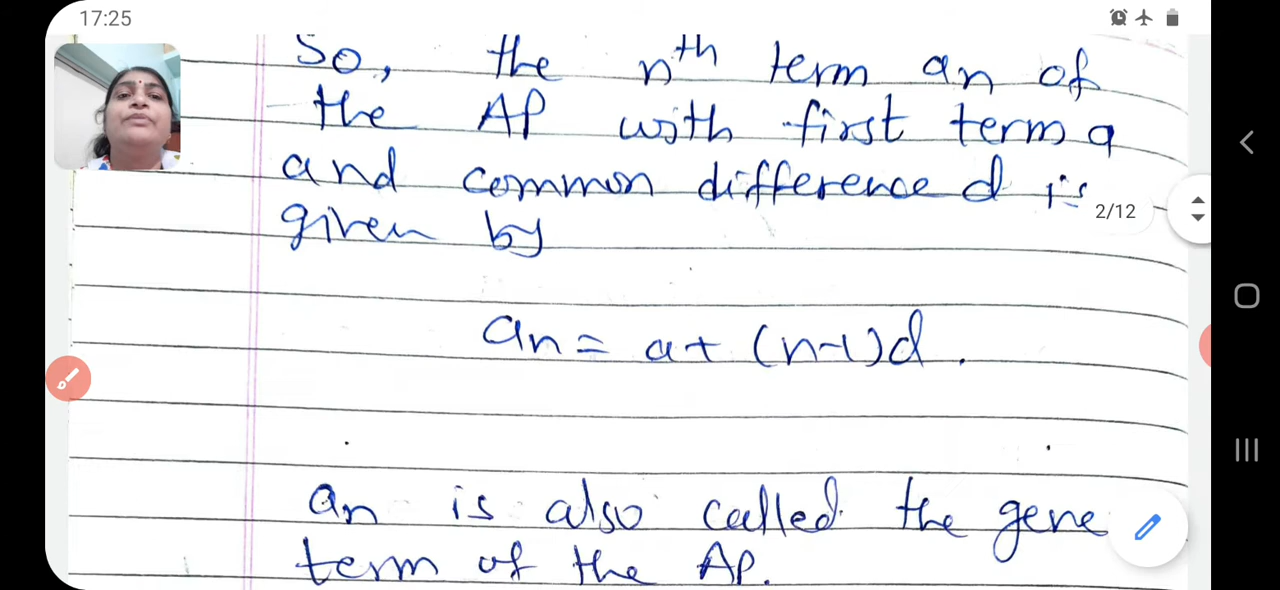 17:25
So, the nth term an of
the AP with first term a
and common difference d is
2/12
given by
an = a + (n-1)d.
an is also called the gene
term of the AP.